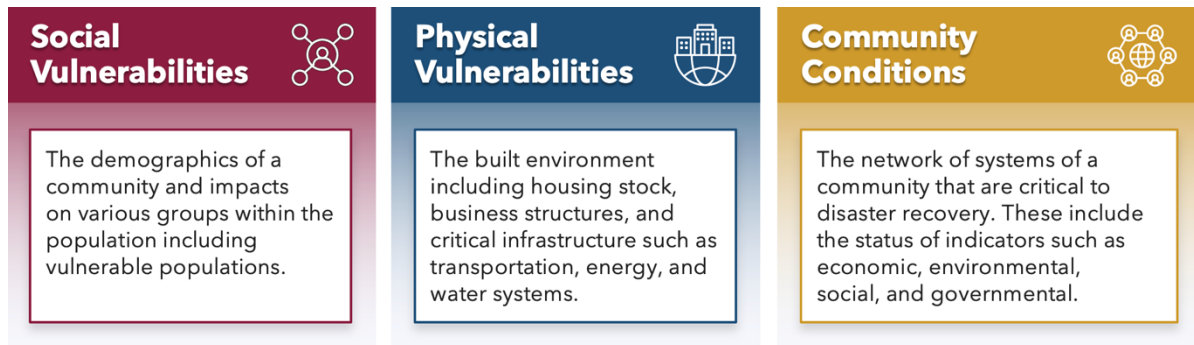 Social
Vulnerabilities
The demographics of a
community and impacts
on various groups within the
population including
vulnerable populations.
Physical
Vulnerabilities
The built environment
including housing stock,
business structures, and
critical infrastructure such as
transportation, energy, and
water systems.
Community
Conditions
The network of systems of a
community that are critical to
disaster recovery. These include
the status of indicators such as
economic, environmental,
social, and governmental.